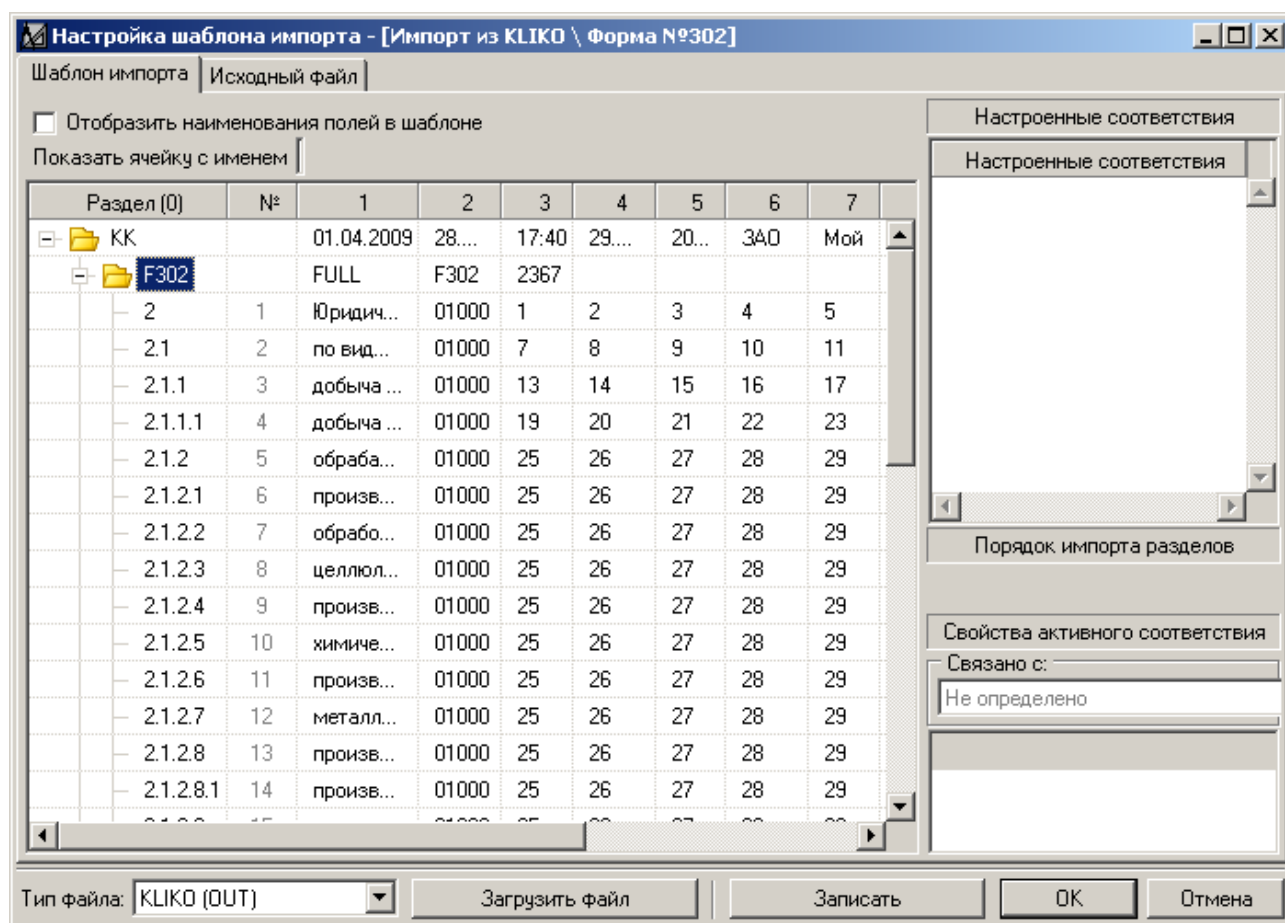 Настройка шаблона импорта - [Импорт из KLIKO \ Форма №302]
Шаблон импорта Исходный файл
Отобразить наименования полей в шаблоне
Показать ячейку с именем
Раздел (0) № 1 2 3 4 5 6 7
КК 01.04.2009 28.... 17:40 29.... 20... ЗАО Мой
F302 FULL F302 2367
2 1 Юридич... 01000 1 2 3 4 5
2.1 2 по вид... 01000 7 8 9 10 11
2.1.1 3 добыча ... 01000 13 14 15 16 17
2.1.1.1 4 добыча ... 01000 19 20 21 22 23
2.1.2 5 обраба... 01000 25 26 27 28 29
2.1.2.1 6 произв... 01000 25 26 27 28 29
2.1.2.2 7 обрабо... 01000 25 26 27 28 29
2.1.2.3 8 целлюл... 01000 25 26 27 28 29
2.1.2.4 9 произв... 01000 25 26 27 28 29
2.1.2.5 10 химиче... 01000 25 26 27 28 29
2.1.2.6 11 произв... 01000 25 26 27 28 29
2.1.2.7 12 металл... 01000 25 26 27 28 29
2.1.2.8 13 произв... 01000 25 26 27 28 29
2.1.2.8.1 14 произв... 01000 25 26 27 28 29
Настроенные соответствия
Настроенные соответствия
Порядок импорта разделов
Свойства активного соответствия
Связано с:
Не определено
Тип файла: KLIKO (OUT) Загрузить файл Записать OK Отмена